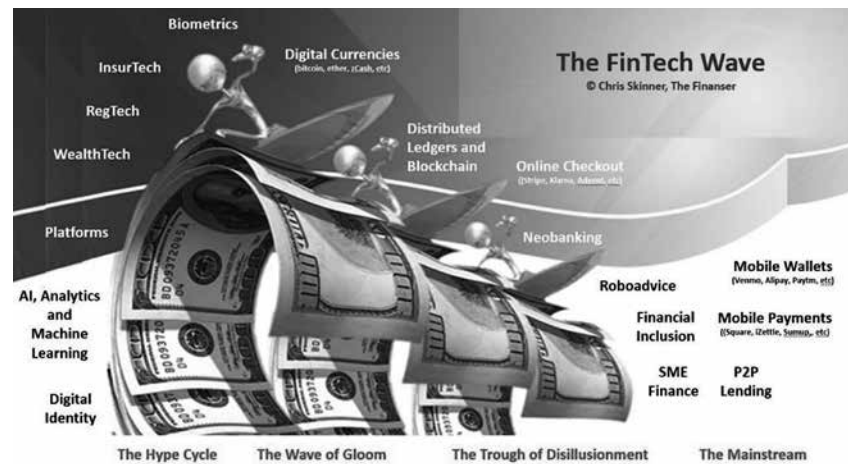 Biometrics
InsurTech
Digital Currencies
(bitcoin, ether, zCash, etc)
The FinTech Wave
© Chris Skinner, The Finanser
RegTech
WealthTech
Distributed
Ledgers and
Blockchain
Online Checkout
((Stripe, Klarna, Adyen, etc)
Platforms
Neobanking
AI, Analytics
and
Machine
Learning
Roboadvice
Mobile Wallets
(Venmo, Alipay, Paytm, etc)
Financial
Inclusion
Mobile Payments
((Square, iZettle, Sumup,, etc)
SME
Finance
P2P
Lending
Digital
Identity
The Hype Cycle
The Wave of Gloom
The Trough of Disillusionment
The Mainstream